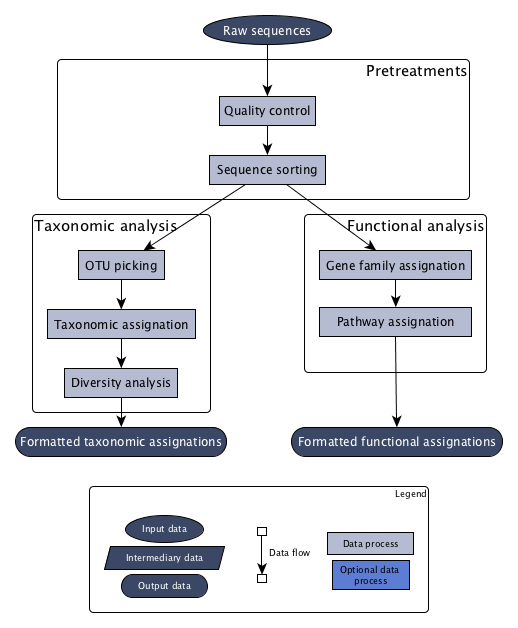 Raw sequences
Pretreatments
Quality control
Sequence sorting
Taxonomic analysis
Functional analysis
OTU picking
Gene family assignation
Taxonomic assignation
Pathway assignation
Diversity analysis
Formatted taxonomic assignations
Formatted functional assignations
Legend
Input data
Intermediary data
Output data
Data flow
Data process
Optional data
process